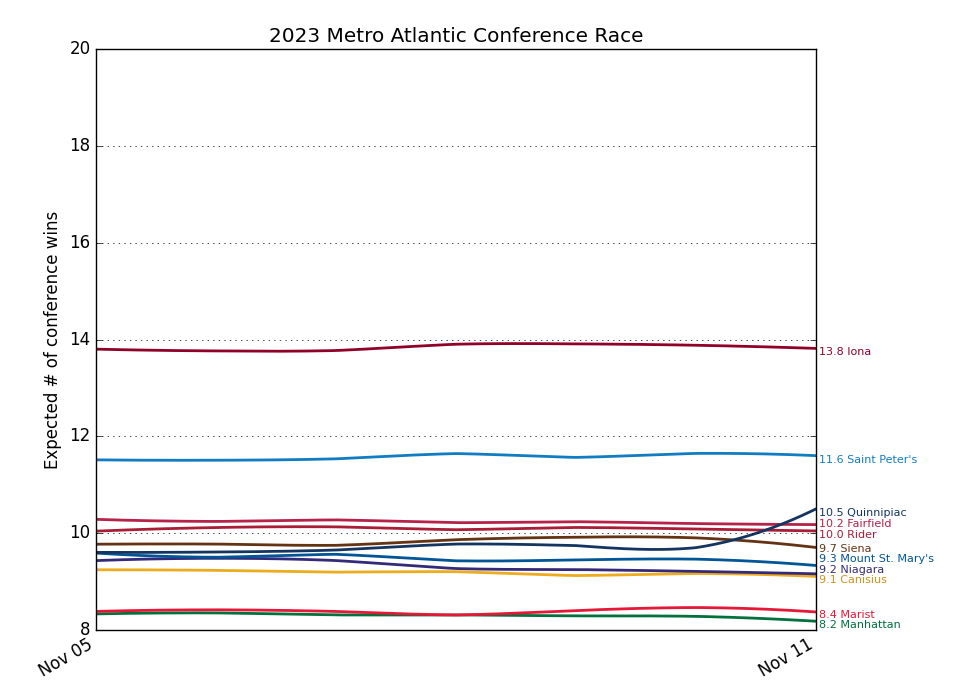 2023 Metro Atlantic Conference Race
Expected # of conference wins
20
18
16
14
12
10
8
Nov 05
Nov 11
13.8 Iona
11.6 Saint Peter's
10.5 Quinnipiac
10.2 Fairfield
10.0 Rider
9.7 Siena
9.3 Mount St. Mary's
9.2 Niagara
9.1 Canisius
8.4 Marist
8.2 Manhattan